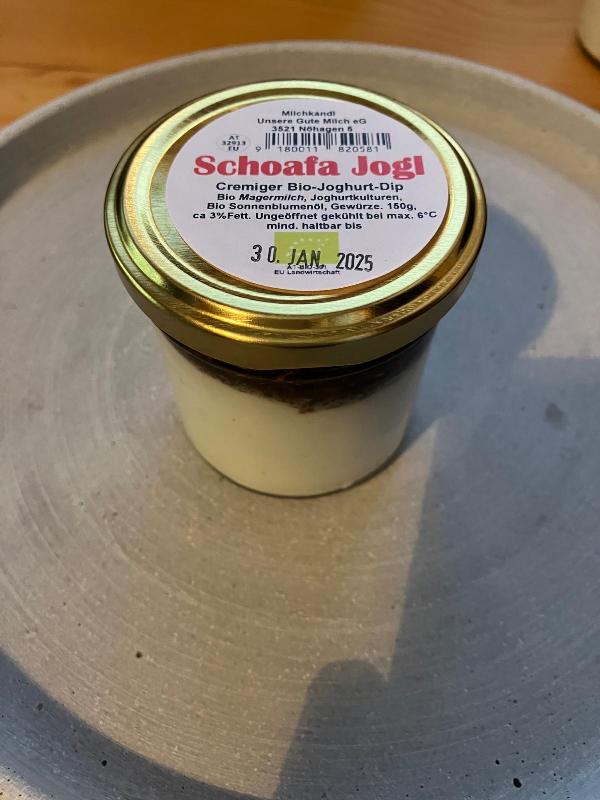 Milchkandl
Unsere Gute Milch eG
3521 Nöhagen 5
AT
32913
EU
9 180011 820581
Schoafa Jogl
Cremiger Bio-Joghurt-Dip
Bio Magermilch, Joghurtkulturen,
Bio Sonnenblumenöl, Gewürze. 150g,
ca 3%Fett. Ungeöffnet gekühlt bei max. 6°C
mind. haltbar bis
30. JAN 2025
EU Landwirtschaft